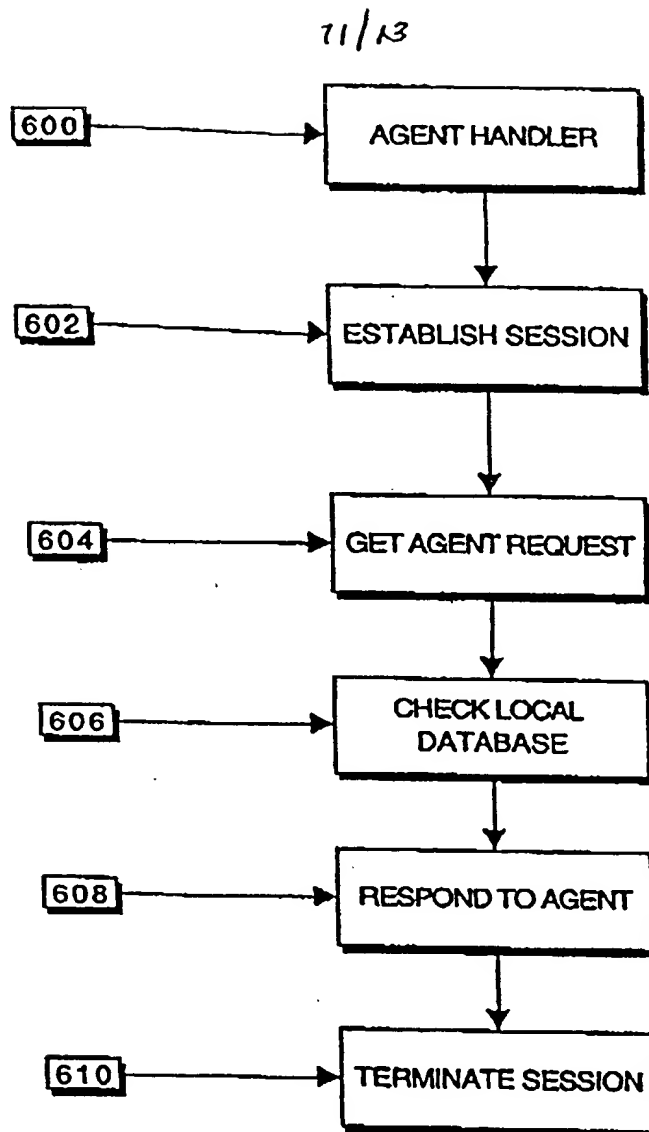 11/13
600
AGENT HANDLER
602
ESTABLISH SESSION
604
GET AGENT REQUEST
606
CHECK LOCAL
DATABASE
608
RESPOND TO AGENT
610
TERMINATE SESSION